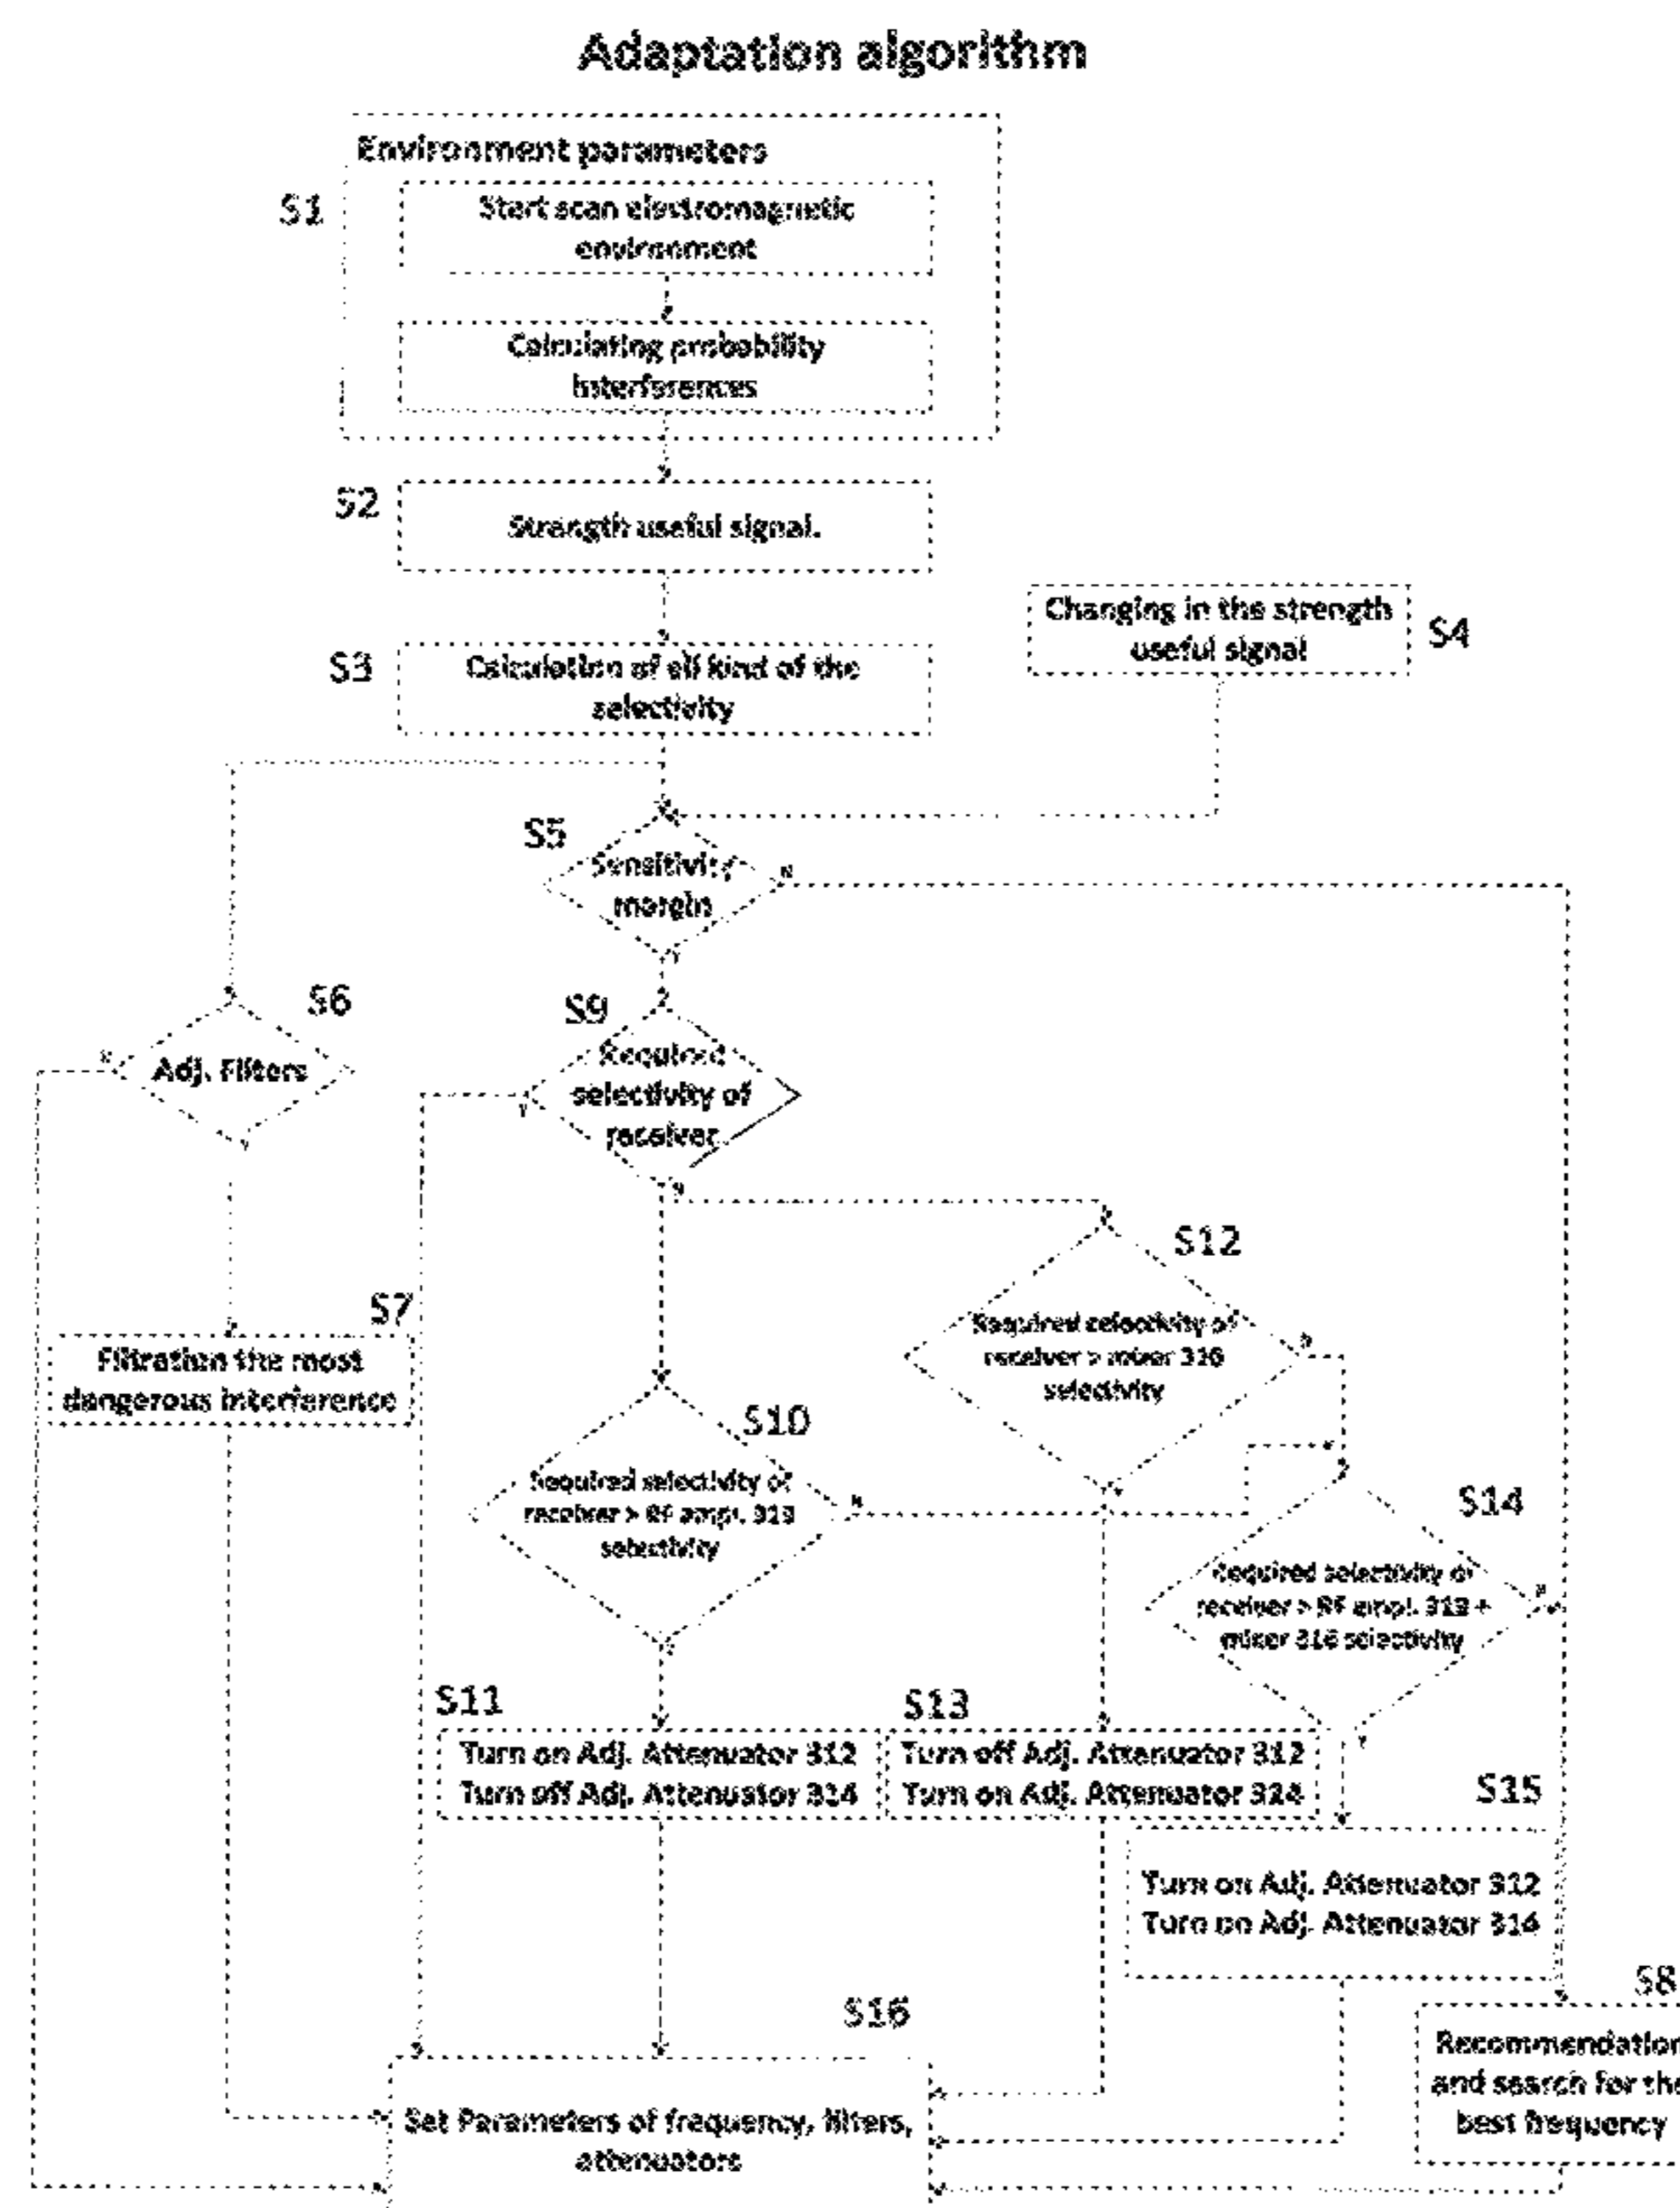 Adaptation algorithm
Environment parameters
S1
Start scan electromagnetic
environment
Calculating probability
interferences
S2
Strength useful signal.
Changing in the strength
useful signal
S4
S3
Calculation of all kind of the
selectivity
S5
Sensitivity
margin
N
Y
S6
Adj. Filters
N
Y
S9
Required
selectivity of
receiver
Y
N
S12
Required selectivity of
receiver > mixer 316
selectivity
N
Y
S7
Filtration the most
dangerous interference
S10
Required selectivity of
receiver > RF ampl. 313
selectivity
N
Y
S14
Required selectivity of
receiver > RF ampl. 313 +
mixer 316 selectivity
N
Y
S11
Turn on Adj. Attenuator 312
Turn off Adj. Attenuator 314
S13
Turn off Adj. Attenuator 312
Turn on Adj. Attenuator 314
S15
Turn on Adj. Attenuator 312
Turn on Adj. Attenuator 314
S8
Recommendation
and search for the
best frequency
S16
Set Parameters of frequency, filters,
attenuators